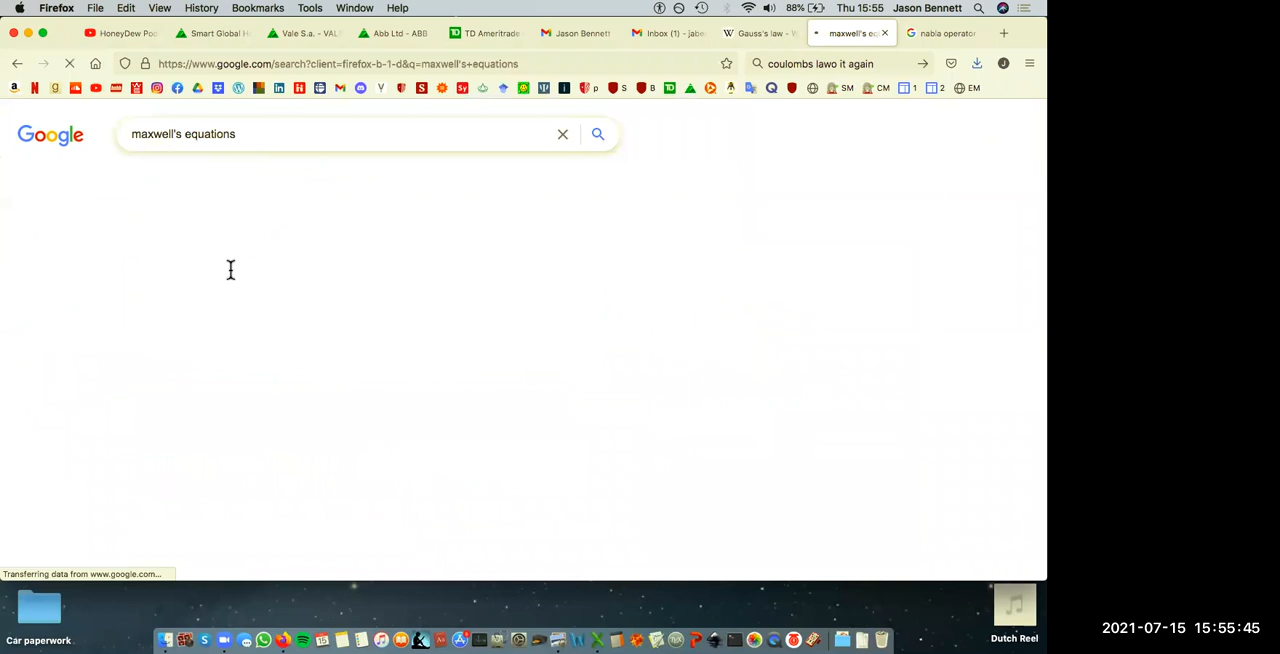 Firefox File Edit View History Bookmarks Tools Window Help 88% Thu 15:55 Jason Bennett
HoneyDew Po Smart Global H Vale S.a. - VAL Abb Ltd - ABB TD Ameritrade Jason Bennett Inbox (1) - jabe Gauss's law - W maxwell's eq nabla operator
https://www.google.com/search?client=firefox-b-1-d&q=maxwell's+equations coulombs lawo it again
p S B SM CM 1 2 EM
Google maxwell's equations
Transferring data from www.google.com...
Car paperwork
Dutch Reel
2021-07-15 15:55:45